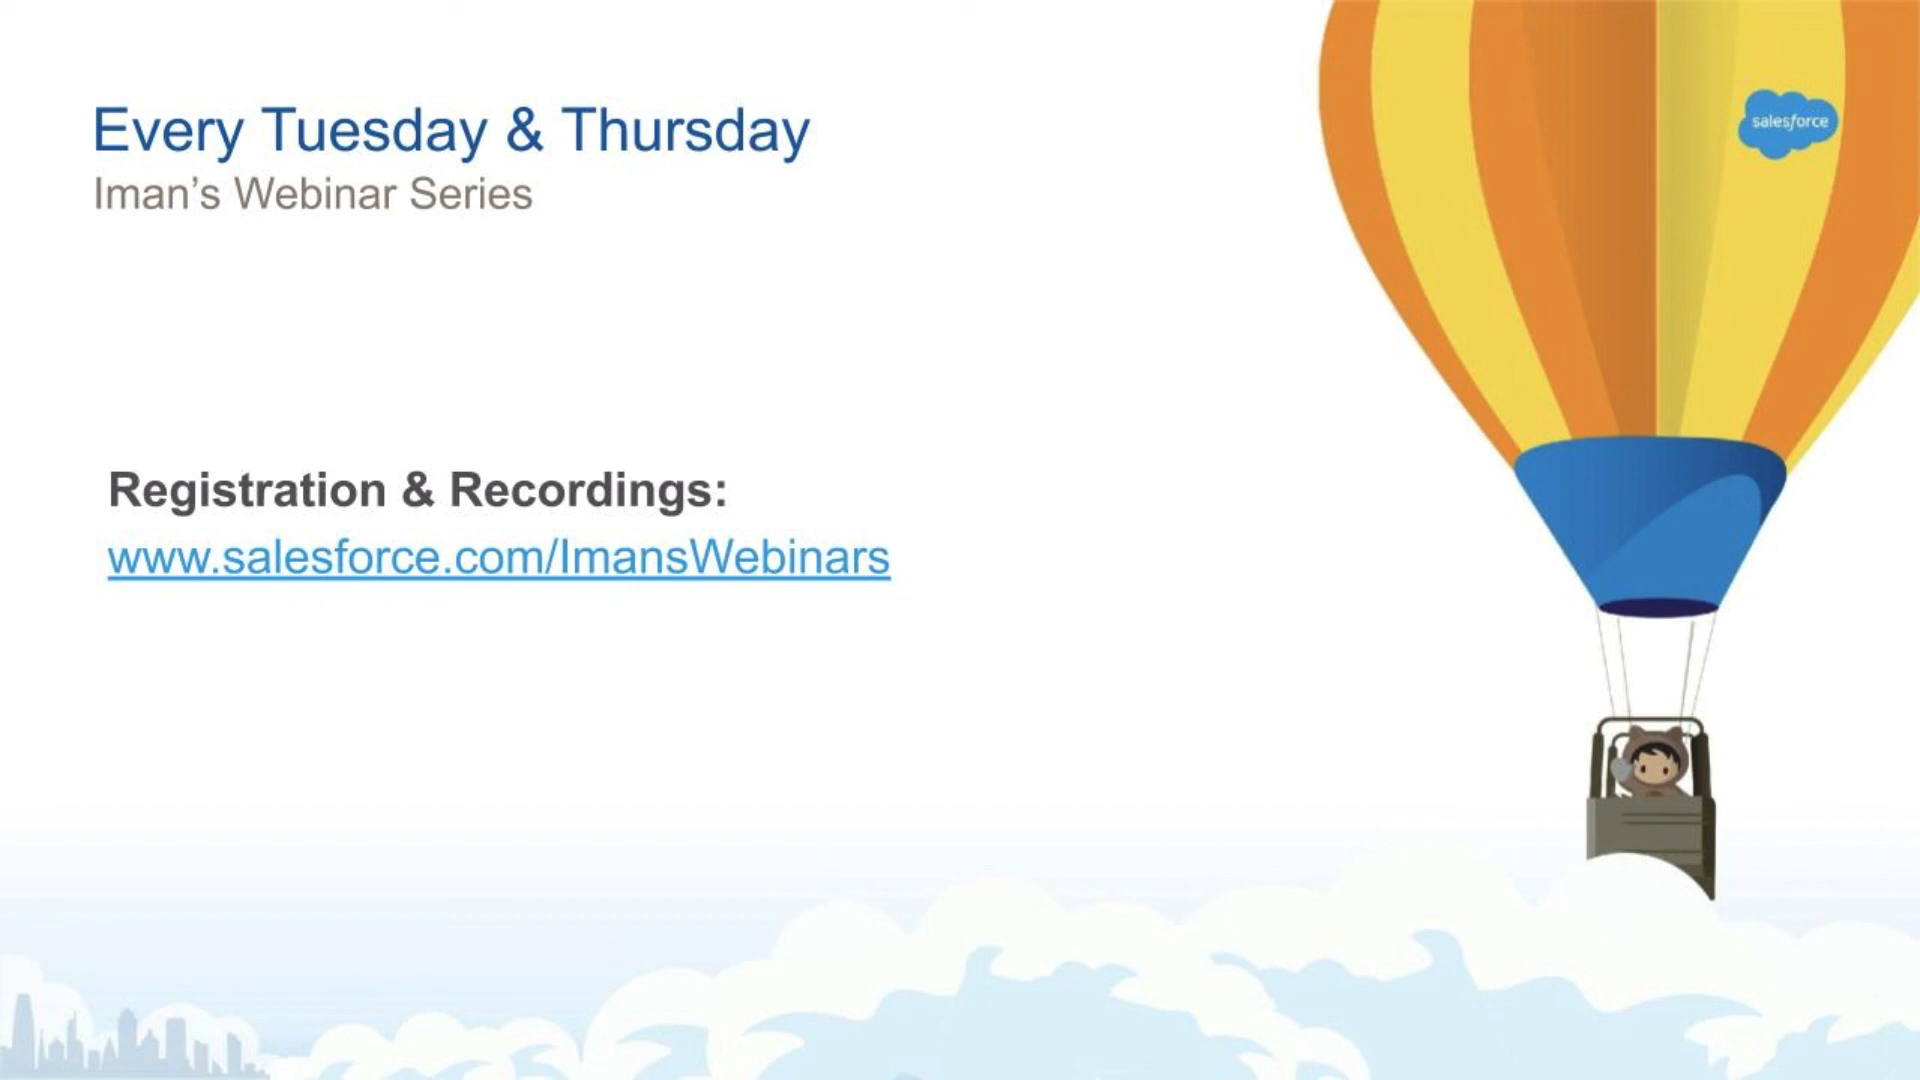 Every Tuesday & Thursday
Iman’s Webinar Series
salesforce
Registration & Recordings:
www.salesforce.com/ImansWebinars